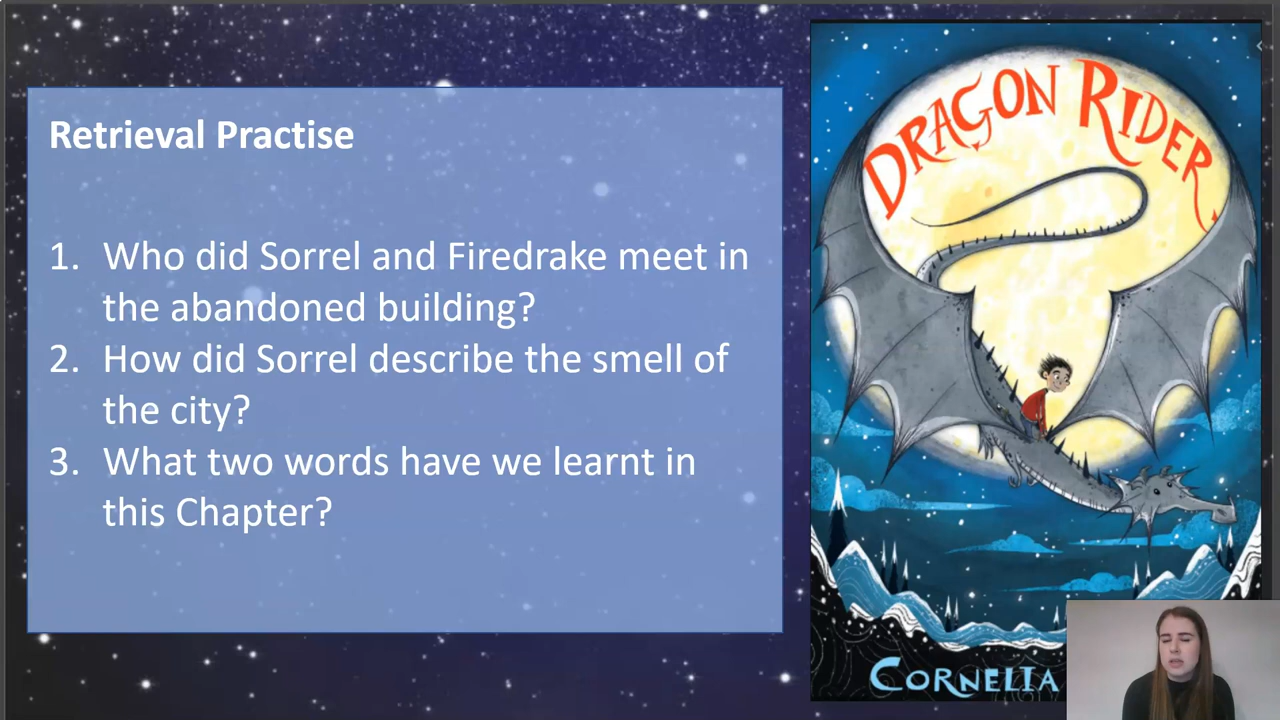 Retrieval Practise
1. Who did Sorrel and Firedrake meet in
the abandoned building?
2. How did Sorrel describe the smell of
the city?
3. What two words have we learnt in
this Chapter?
DRAGON RIDER
CORNELIA